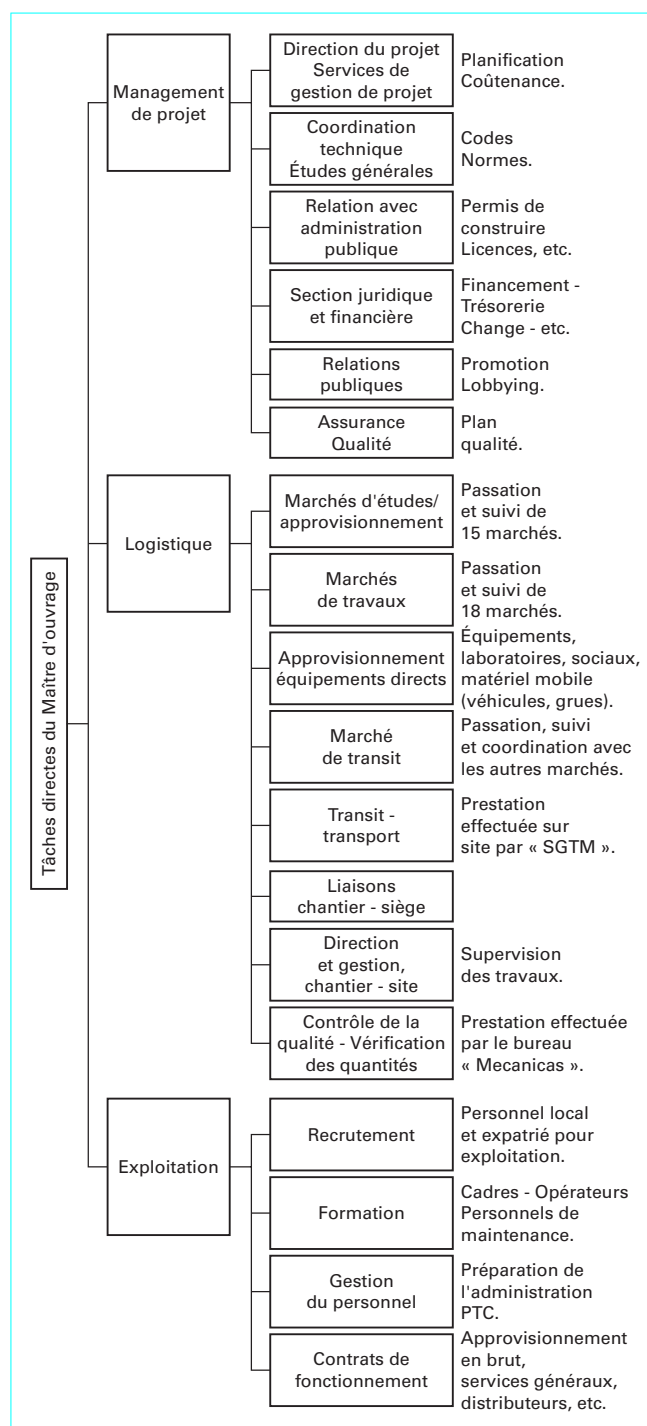 Tâches directes du Maître d'ouvrage
Management
de projet
Direction du projet
Services de
gestion de projet
Planification
Coûtenance.
Coordination
technique
Études générales
Codes
Normes.
Relation avec
administration
publique
Permis de
construire
Licences, etc.
Section juridique
et financière
Financement -
Trésorerie
Change - etc.
Relations
publiques
Promotion
Lobbying.
Assurance
Qualité
Plan
qualité.
Logistique
Marchés d'études/
approvisionnement
Passation
et suivi de
15 marchés.
Marchés
de travaux
Passation
et suivi de
18 marchés.
Approvisionnement
équipements directs
Équipements,
laboratoires, sociaux,
matériel mobile
(véhicules, grues).
Marché
de transit
Passation, suivi
et coordination avec
les autres marchés.
Transit -
transport
Prestation
effectuée sur
site par « SGTM ».
Liaisons
chantier - siège
Direction
et gestion,
chantier - site
Supervision
des travaux.
Contrôle de la
qualité - Vérification
des quantités
Prestation effectuée
par le bureau
« Mecanicas ».
Exploitation
Recrutement
Personnel local
et expatrié pour
exploitation.
Formation
Cadres - Opérateurs
Personnels de
maintenance.
Gestion
du personnel
Préparation de
l'administration
PTC.
Contrats de
fonctionnement
Approvisionnement
en brut,
services généraux,
distributeurs, etc.